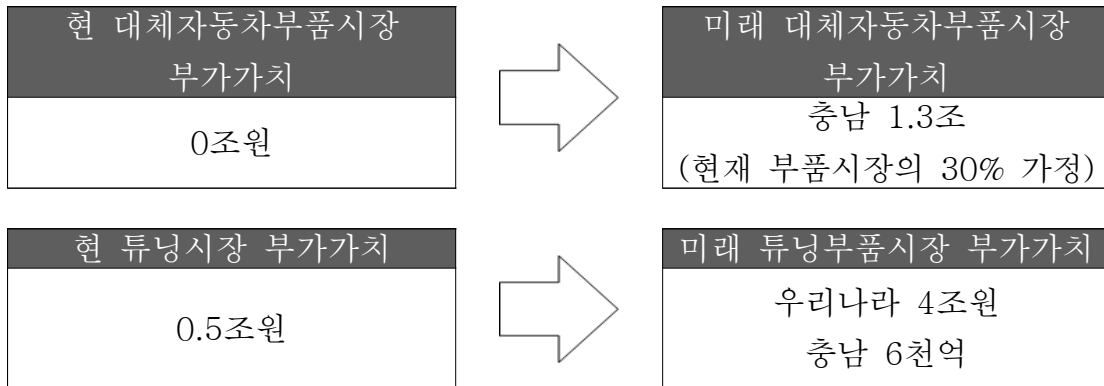 현 대체자동차부품시장
부가가치
0조원
미래 대체자동차부품시장
부가가치
충남 1.3조
(현재 부품시장의 30% 가정)
현 튜닝시장 부가가치
0.5조원
미래 튜닝부품시장 부가가치
우리나라 4조원
충남 6천억